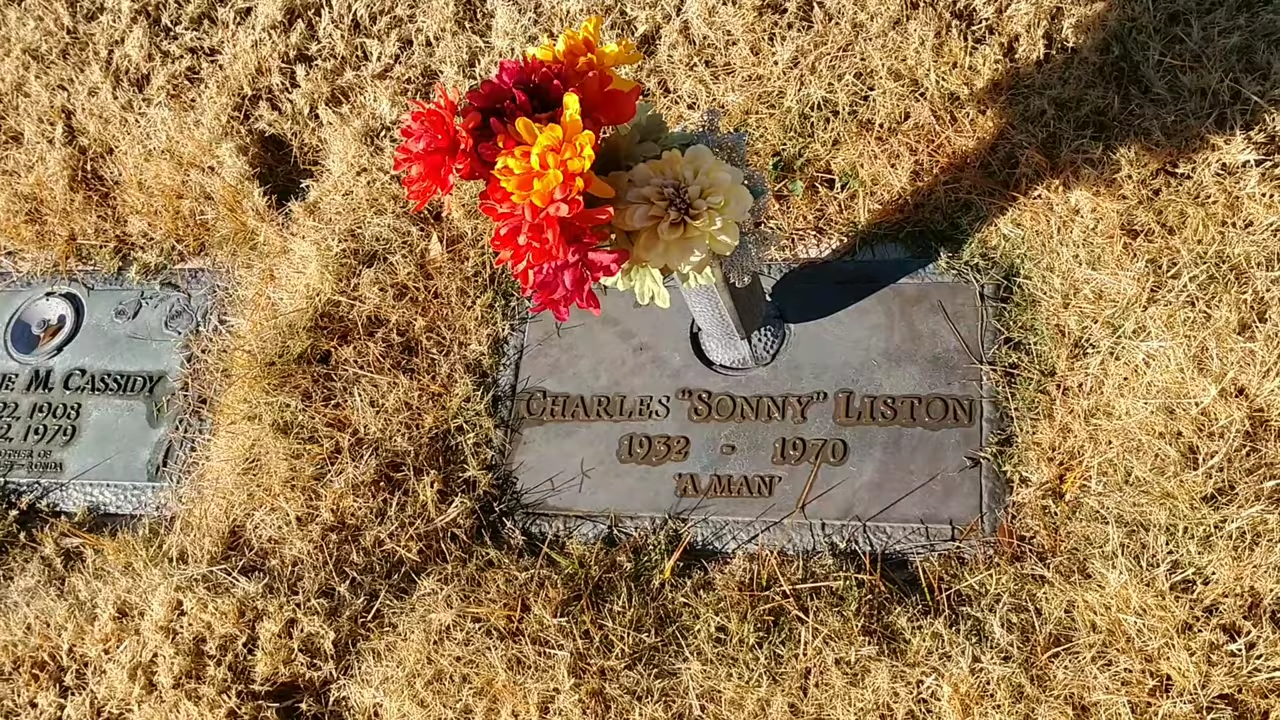 E M. CASSIDY
22, 1908
2, 1979
CHARLES "SONNY" LISTON
1932 - 1970
'A MAN'